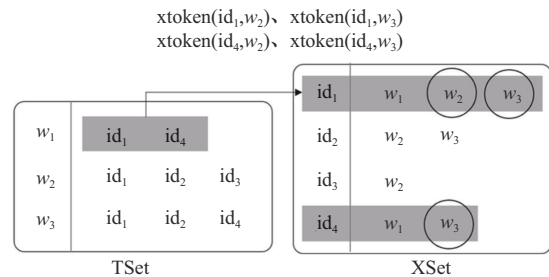 xtoken(id₁,w₂)、xtoken(id₁,w₃)
xtoken(id₄,w₂)、xtoken(id₄,w₃)
w₁ id₁ id₄
w₂ id₁ id₂ id₃
w₃ id₁ id₂ id₄
TSet
id₁ w₁ w₂ w₃
id₂ w₂ w₃
id₃ w₂
id₄ w₁ w₃
XSet